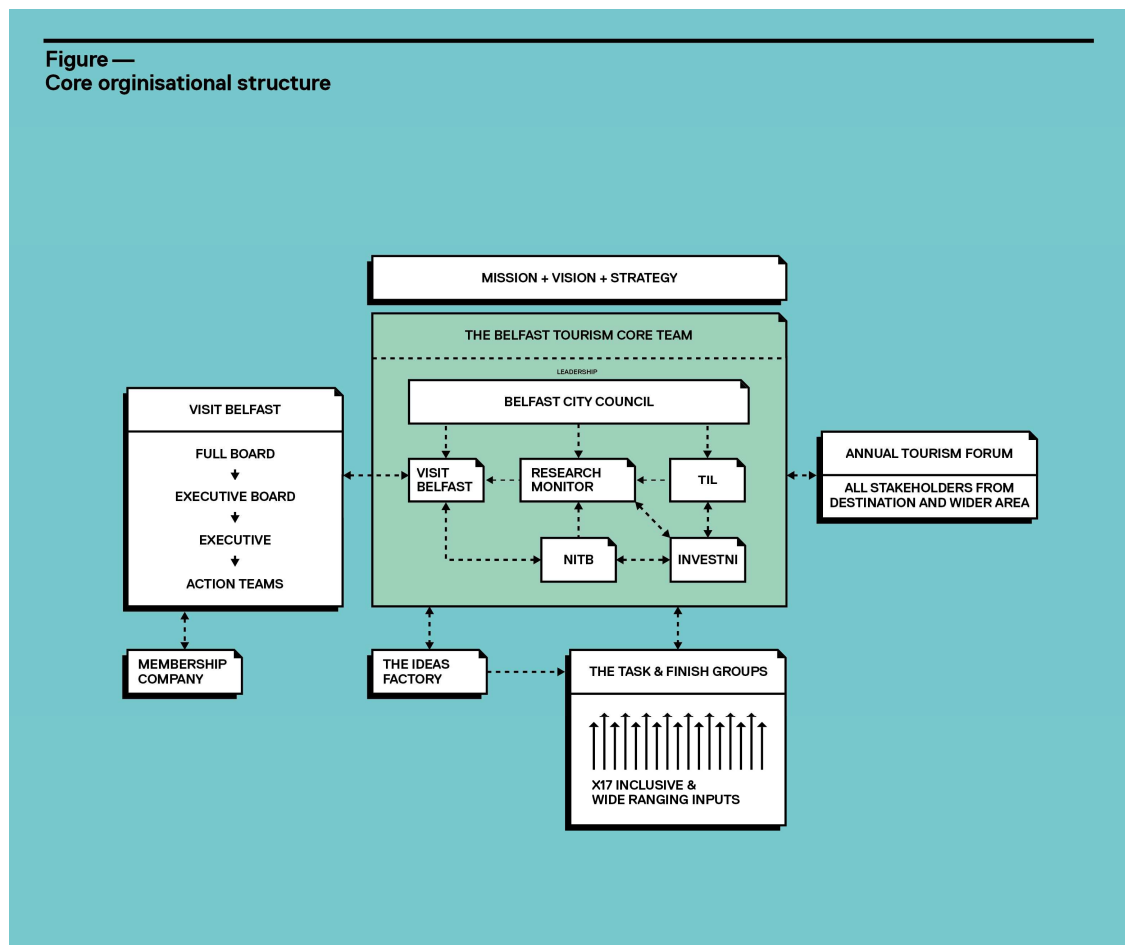 Figure —
Core orginisational structure
MISSION + VISION + STRATEGY
THE BELFAST TOURISM CORE TEAM
LEADERSHIP
BELFAST CITY COUNCIL
VISIT BELFAST
FULL BOARD
EXECUTIVE BOARD
EXECUTIVE
ACTION TEAMS
VISIT
BELFAST
RESEARCH
MONITOR
TIL
NITB
INVESTNI
ANNUAL TOURISM FORUM
ALL STAKEHOLDERS FROM
DESTINATION AND WIDER AREA
MEMBERSHIP
COMPANY
THE IDEAS
FACTORY
THE TASK & FINISH GROUPS
X17 INCLUSIVE &
WIDE RANGING INPUTS